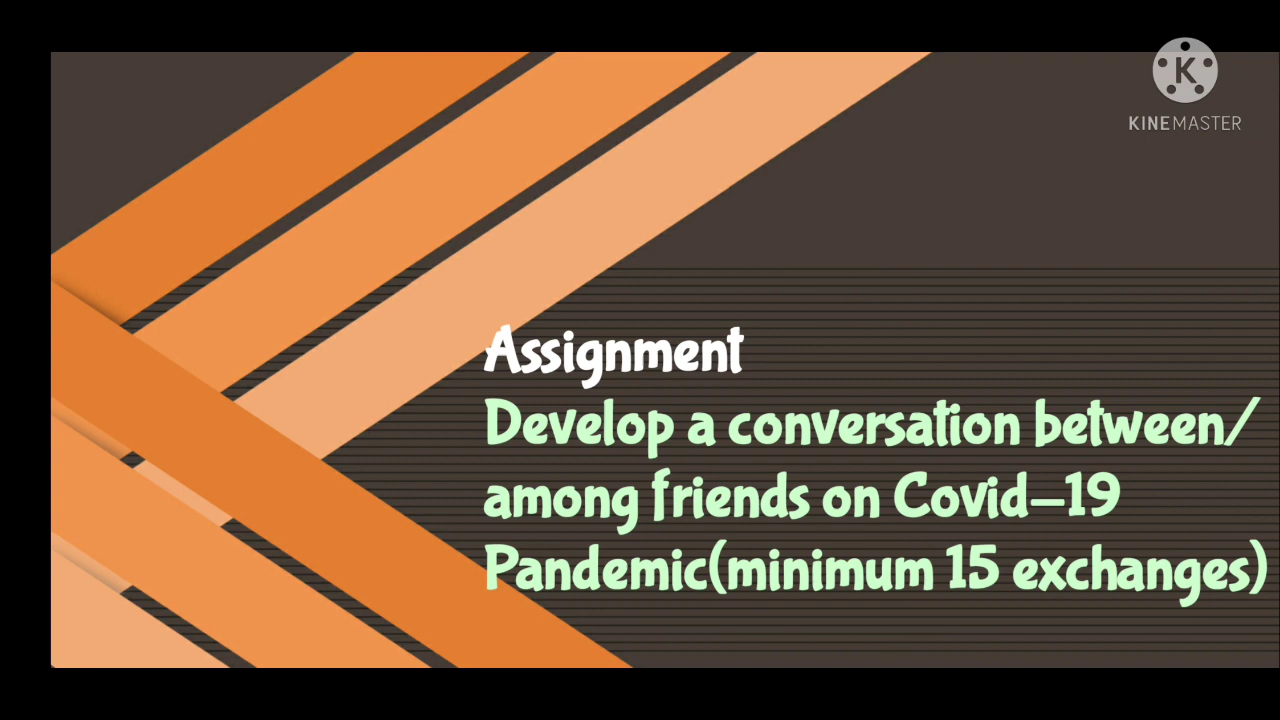 K
KINEMASTER
Assignment
Develop a conversation between/
among friends on Covid-19
Pandemic(minimum 15 exchanges)